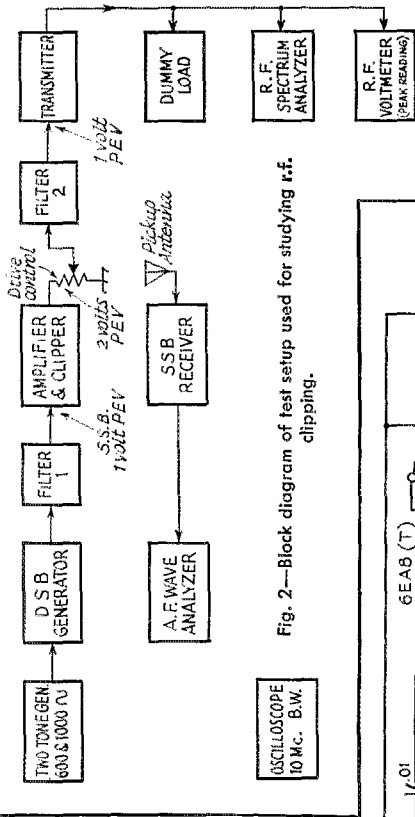 TWO TONE GEN.
600 & 1000 ~
DSB
GENERATOR
FILTER
1
S.S.B.
1 volt PEV
AMPLIFIER
& CLIPPER
Drive
control
2 volts
PEV
FILTER
2
1 volt
PEV
TRANSMITTER
DUMMY
LOAD
R.F.
SPECTRUM
ANALYZER
R.F.
VOLTMETER
(PEAK READING)
Pickup
Antenna
SSB
RECEIVER
A.F. WAVE
ANALYZER
OSCILLOSCOPE
10 Mc. B.W.
Fig. 2—Block diagram of test setup used for studying r.f.
clipping.
6EA8 (T)
.01